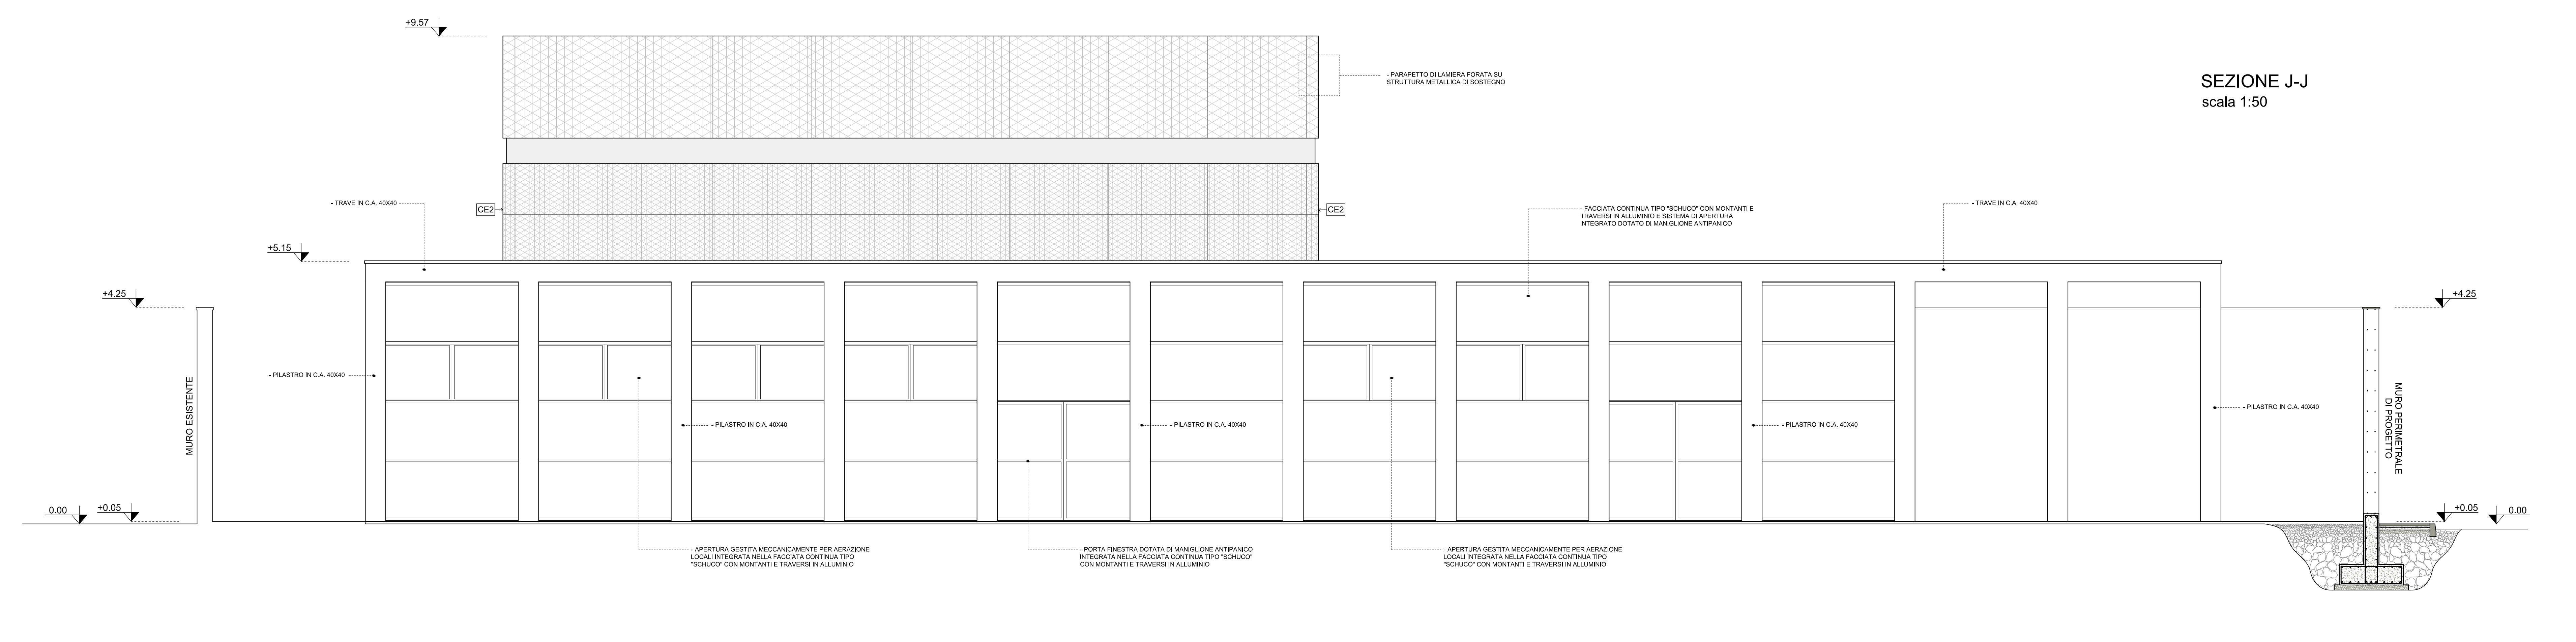 +9.57
- PARAPETTO DI LAMIERA FORATA SU
STRUTTURA METALLICA DI SOSTEGNO
SEZIONE J-J
scala 1:50
- TRAVE IN C.A. 40X40
CE2
CE2
- FACCIATA CONTINUA TIPO "SCHUCO" CON MONTANTI E
TRAVERSI IN ALLUMINIO E SISTEMA DI APERTURA
INTEGRATO DOTATO DI MANIGLIONE ANTIPANICO
- TRAVE IN C.A. 40X40
+5.15
+4.25
+4.25
- PILASTRO IN C.A. 40X40
MURO ESISTENTE
- PILASTRO IN C.A. 40X40
- PILASTRO IN C.A. 40X40
- PILASTRO IN C.A. 40X40
- PILASTRO IN C.A. 40X40
MURO PERIMETRALE
DI PROGETTO
0.00
+0.05
+0.05
0.00
- APERTURA GESTITA MECCANICAMENTE PER AERAZIONE
LOCALI INTEGRATA NELLA FACCIATA CONTINUA TIPO
"SCHUCO" CON MONTANTI E TRAVERSI IN ALLUMINIO
- PORTA FINESTRA DOTATA DI MANIGLIONE ANTIPANICO
INTEGRATA NELLA FACCIATA CONTINUA TIPO "SCHUCO"
CON MONTANTI E TRAVERSI IN ALLUMINIO
- APERTURA GESTITA MECCANICAMENTE PER AERAZIONE
LOCALI INTEGRATA NELLA FACCIATA CONTINUA TIPO
"SCHUCO" CON MONTANTI E TRAVERSI IN ALLUMINIO